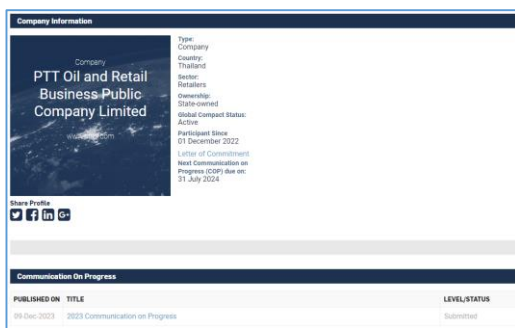 Company Information
Company
PTT Oil and Retail
Business Public
Company Limited
Type:
Company
Country:
Thailand
Sector:
Retailers
Ownership:
State-owned
Global Compact Status:
Active
Participant Since
01 December 2022
Letter of Commitment
Next Communication on
Progress (COP) due on:
31 July 2024
Share Profile
Communication On Progress
PUBLISHED ON TITLE LEVEL/STATUS
09-Dec-2023 2023 Communication on Progress Submitted